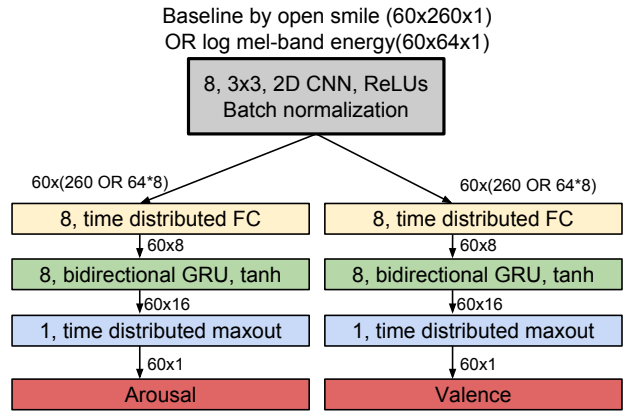 Baseline by open smile (60x260x1)
OR log mel-band energy(60x64x1)
8, 3x3, 2D CNN, ReLUs
Batch normalization
60x(260 OR 64*8)
60x(260 OR 64*8)
8, time distributed FC
8, time distributed FC
60x8
60x8
8, bidirectional GRU, tanh
8, bidirectional GRU, tanh
60x16
60x16
1, time distributed maxout
1, time distributed maxout
60x1
60x1
Arousal
Valence